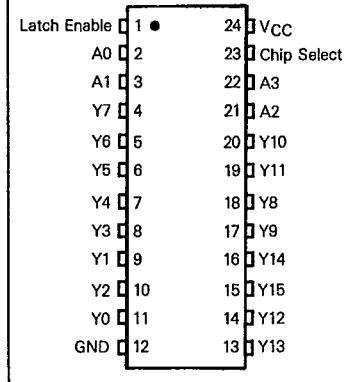 Latch Enable 1 24 VCC
A0 2 23 Chip Select
A1 3 22 A3
Y7 4 21 A2
Y6 5 20 Y10
Y5 6 19 Y11
Y4 7 18 Y8
Y3 8 17 Y9
Y1 9 16 Y14
Y2 10 15 Y15
Y0 11 14 Y12
GND 12 13 Y13